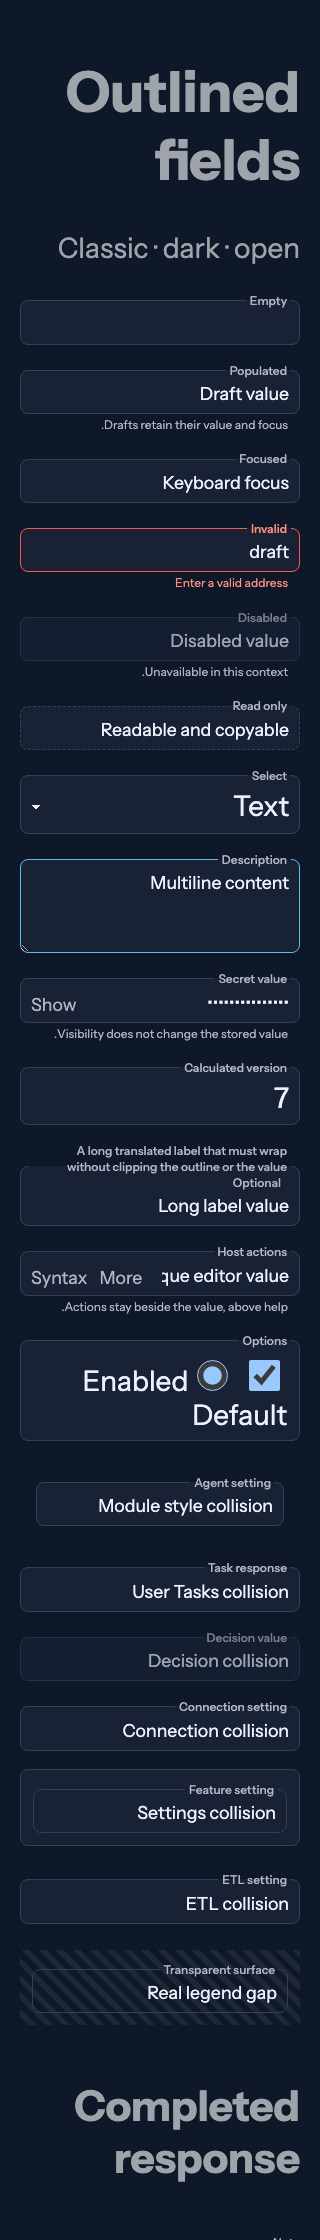 Outlined
fields
Classic · dark · open
Empty
Populated
Draft value
.Drafts retain their value and focus
Focused
Keyboard focus
Invalid
draft
Enter a valid address
Disabled
Disabled value
.Unavailable in this context
Read only
Readable and copyable
Select
Text
Description
Multiline content
Secret value
Show ••••••••••••••••
.Visibility does not change the stored value
Calculated version
7
A long translated label that must wrap
without clipping the outline or the value
Optional
Long label value
Host actions
Syntax More que editor value
.Actions stay beside the value, above help
Options
Enabled
Default
Agent setting
Module style collision
Task response
User Tasks collision
Decision value
Decision collision
Connection setting
Connection collision
Feature setting
Settings collision
ETL setting
ETL collision
Transparent surface
Real legend gap
Completed
response